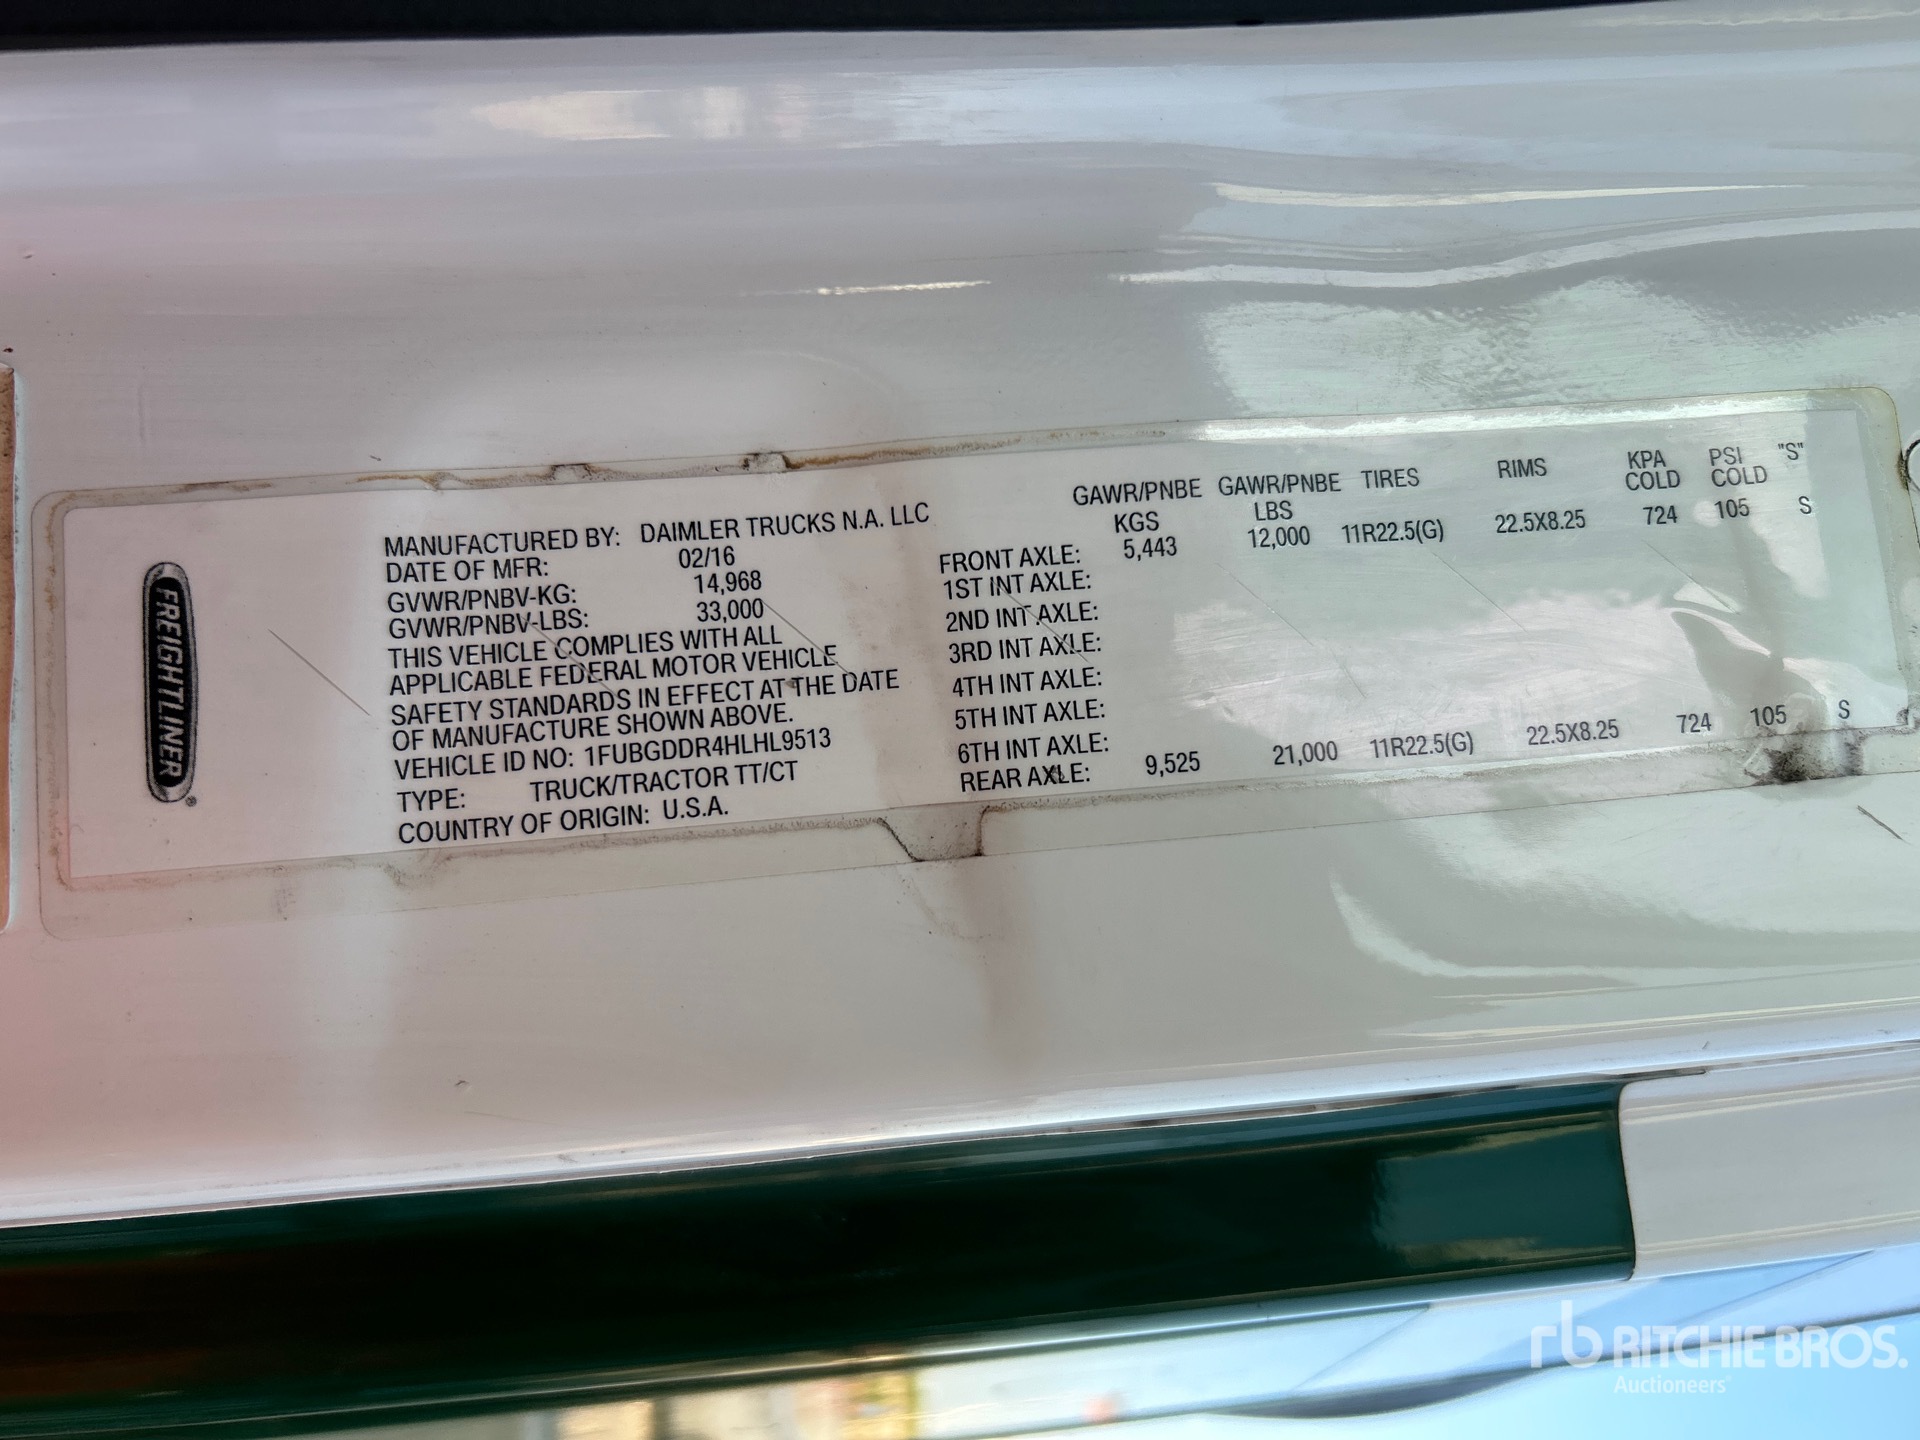 FREIGHTLINER®
MANUFACTURED BY: DAIMLER TRUCKS N.A. LLC
DATE OF MFR: 02/16
GVWR/PNBV-KG: 14,968
GVWR/PNBV-LBS: 33,000
THIS VEHICLE COMPLIES WITH ALL
APPLICABLE FEDERAL MOTOR VEHICLE
SAFETY STANDARDS IN EFFECT AT THE DATE
OF MANUFACTURE SHOWN ABOVE.
VEHICLE ID NO: 1FUBGDDR4HLHL9513
TYPE: TRUCK/TRACTOR TT/CT
COUNTRY OF ORIGIN: U.S.A.
GAWR/PNBE GAWR/PNBE TIRES RIMS KPA PSI "S"
KGS LBS COLD COLD
FRONT AXLE: 5,443 12,000 11R22.5(G) 22.5X8.25 724 105 S
1ST INT AXLE:
2ND INT AXLE:
3RD INT AXLE:
4TH INT AXLE:
5TH INT AXLE:
6TH INT AXLE:
REAR AXLE: 9,525 21,000 11R22.5(G) 22.5X8.25 724 105 S
rb RITCHIE BROS.
Auctioneers